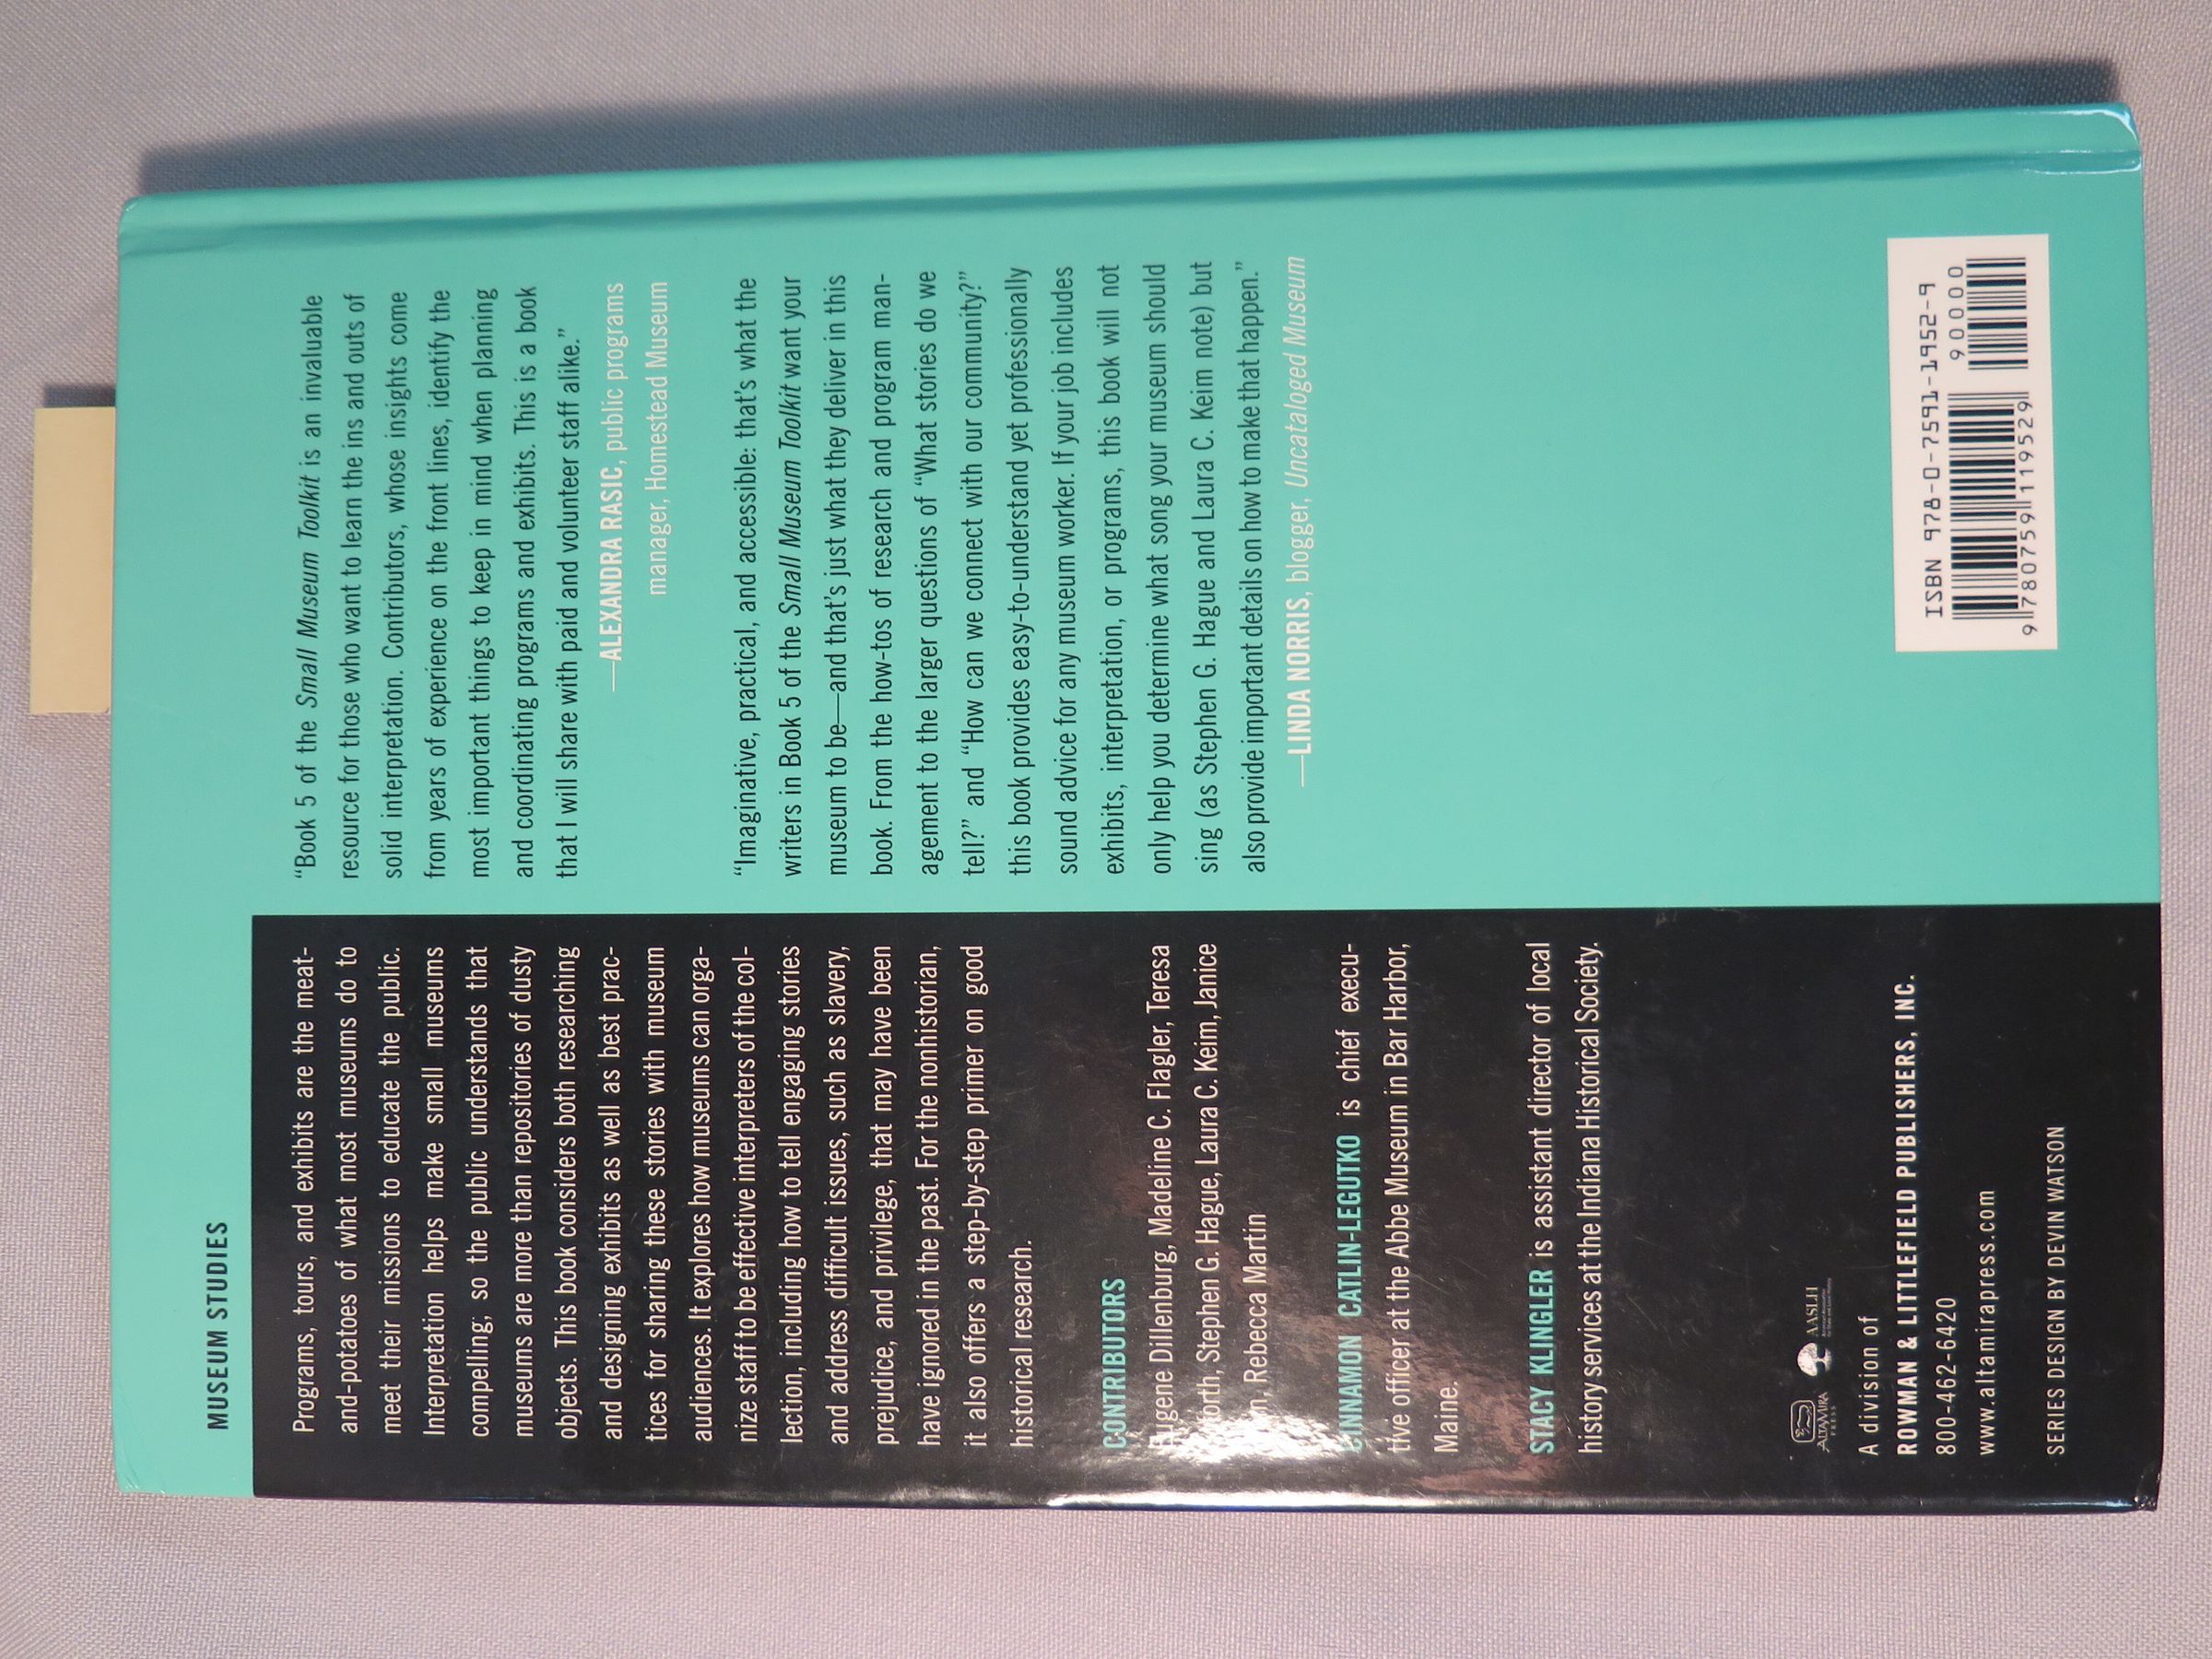 MUSEUM STUDIES
Programs, tours, and exhibits are the meat-
and-potatoes of what most museums do to
meet their missions to educate the public.
Interpretation helps make small museums
compelling, so the public understands that
museums are more than repositories of dusty
objects. This book considers both researching
and designing exhibits as well as best prac-
tices for sharing these stories with museum
audiences. It explores how museums can orga-
nize staff to be effective interpreters of the col-
lection, including how to tell engaging stories
and address difficult issues, such as slavery,
prejudice, and privilege, that may have been
have ignored in the past. For the nonhistorian,
it also offers a step-by-step primer on good
historical research.
CONTRIBUTORS
Eugene Dillenburg, Madeline C. Flagler, Teresa
Stephen G. Hague, Laura C. Keim, Janice
Rebecca Martin
CINNAMON CATLIN-LEGUTKO is chief execu-
tive officer at the Abbe Museum in Bar Harbor,
Maine.
STACY KLINGLER is assistant director of local
history services at the Indiana Historical Society.
ALTAMIRA
PRESS
AASLH
A division of
ROWMAN & LITTLEFIELD PUBLISHERS, INC.
800-462-6420
www.altamirapress.com
SERIES DESIGN BY DEVIN WATSON
“Book 5 of the Small Museum Toolkit is an invaluable
resource for those who want to learn the ins and outs of
solid interpretation. Contributors, whose insights come
from years of experience on the front lines, identify the
most important things to keep in mind when planning
and coordinating programs and exhibits. This is a book
that I will share with paid and volunteer staff alike.”
—ALEXANDRA RASIC, public programs
manager, Homestead Museum
“Imaginative, practical, and accessible: that’s what the
writers in Book 5 of the Small Museum Toolkit want your
museum to be—and that’s just what they deliver in this
book. From the how-tos of research and program man-
agement to the larger questions of “What stories do we
tell?” and “How can we connect with our community?”
this book provides easy-to-understand yet professionally
sound advice for any museum worker. If your job includes
exhibits, interpretation, or programs, this book will not
only help you determine what song your museum should
sing (as Stephen G. Hague and Laura C. Keim note) but
also provide important details on how to make that happen.”
—LINDA NORRIS, blogger, Uncataloged Museum
ISBN 978-0-7591-1952-9
90000
9 780759 119529